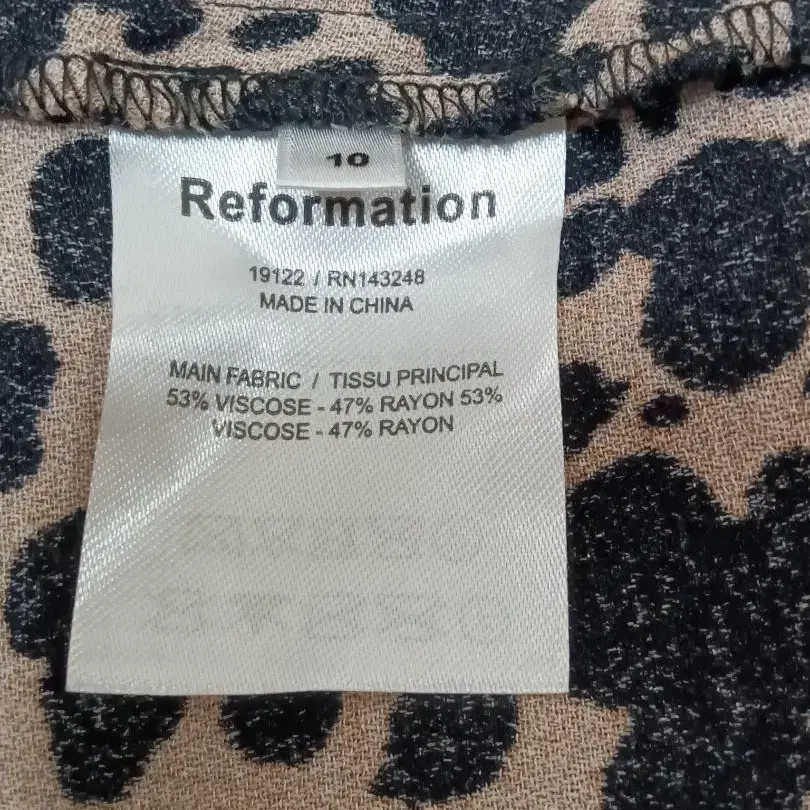 10
Reformation
19122 / RN143248
MADE IN CHINA
MAIN FABRIC / TISSU PRINCIPAL
53% VISCOSE - 47% RAYON 53%
VISCOSE - 47% RAYON